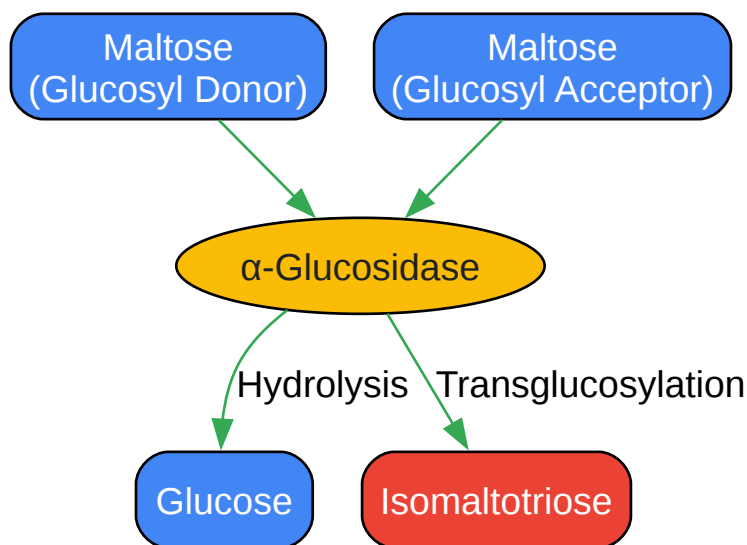 Maltose
(Glucosyl Donor)
Maltose
(Glucosyl Acceptor)
α-Glucosidase
Hydrolysis
Transglucosylation
Glucose
Isomaltotriose